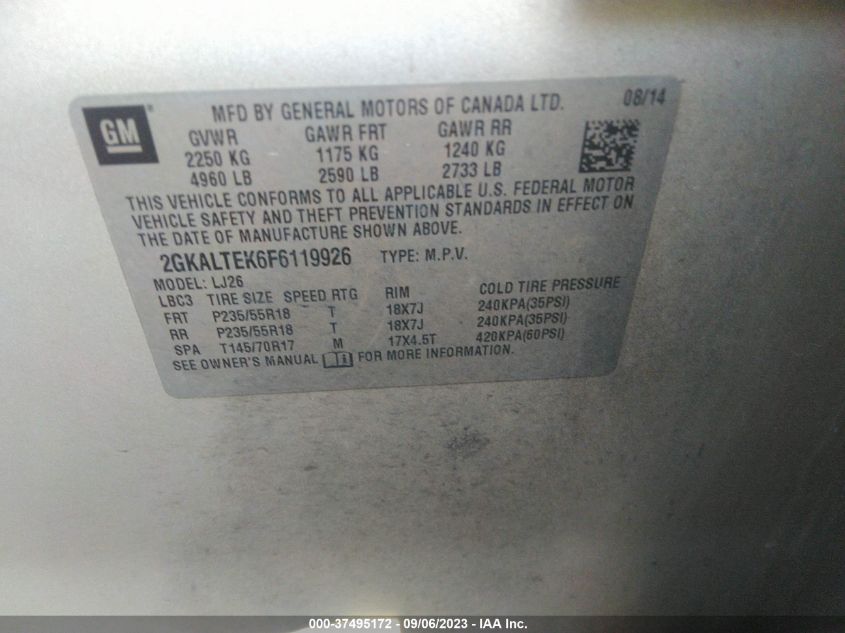 GM®
MFD BY GENERAL MOTORS OF CANADA LTD. 08/14
GVWR GAWR FRT GAWR RR
2250 KG 1175 KG 1240 KG
4960 LB 2590 LB 2733 LB
THIS VEHICLE CONFORMS TO ALL APPLICABLE U.S. FEDERAL MOTOR
VEHICLE SAFETY AND THEFT PREVENTION STANDARDS IN EFFECT ON
THE DATE OF MANUFACTURE SHOWN ABOVE.
2GKALTEK6F6119926 TYPE: M.P.V.
MODEL: LJ26
LBC3 TIRE SIZE SPEED RTG RIM COLD TIRE PRESSURE
FRT P235/55R18 T 18X7J 240KPA(35PSI)
RR P235/55R18 T 18X7J 240KPA(35PSI)
SPA T145/70R17 M 17X4.5T 420KPA(60PSI)
SEE OWNER'S MANUAL FOR MORE INFORMATION.
000-37495172 - 09/06/2023 - IAA Inc.